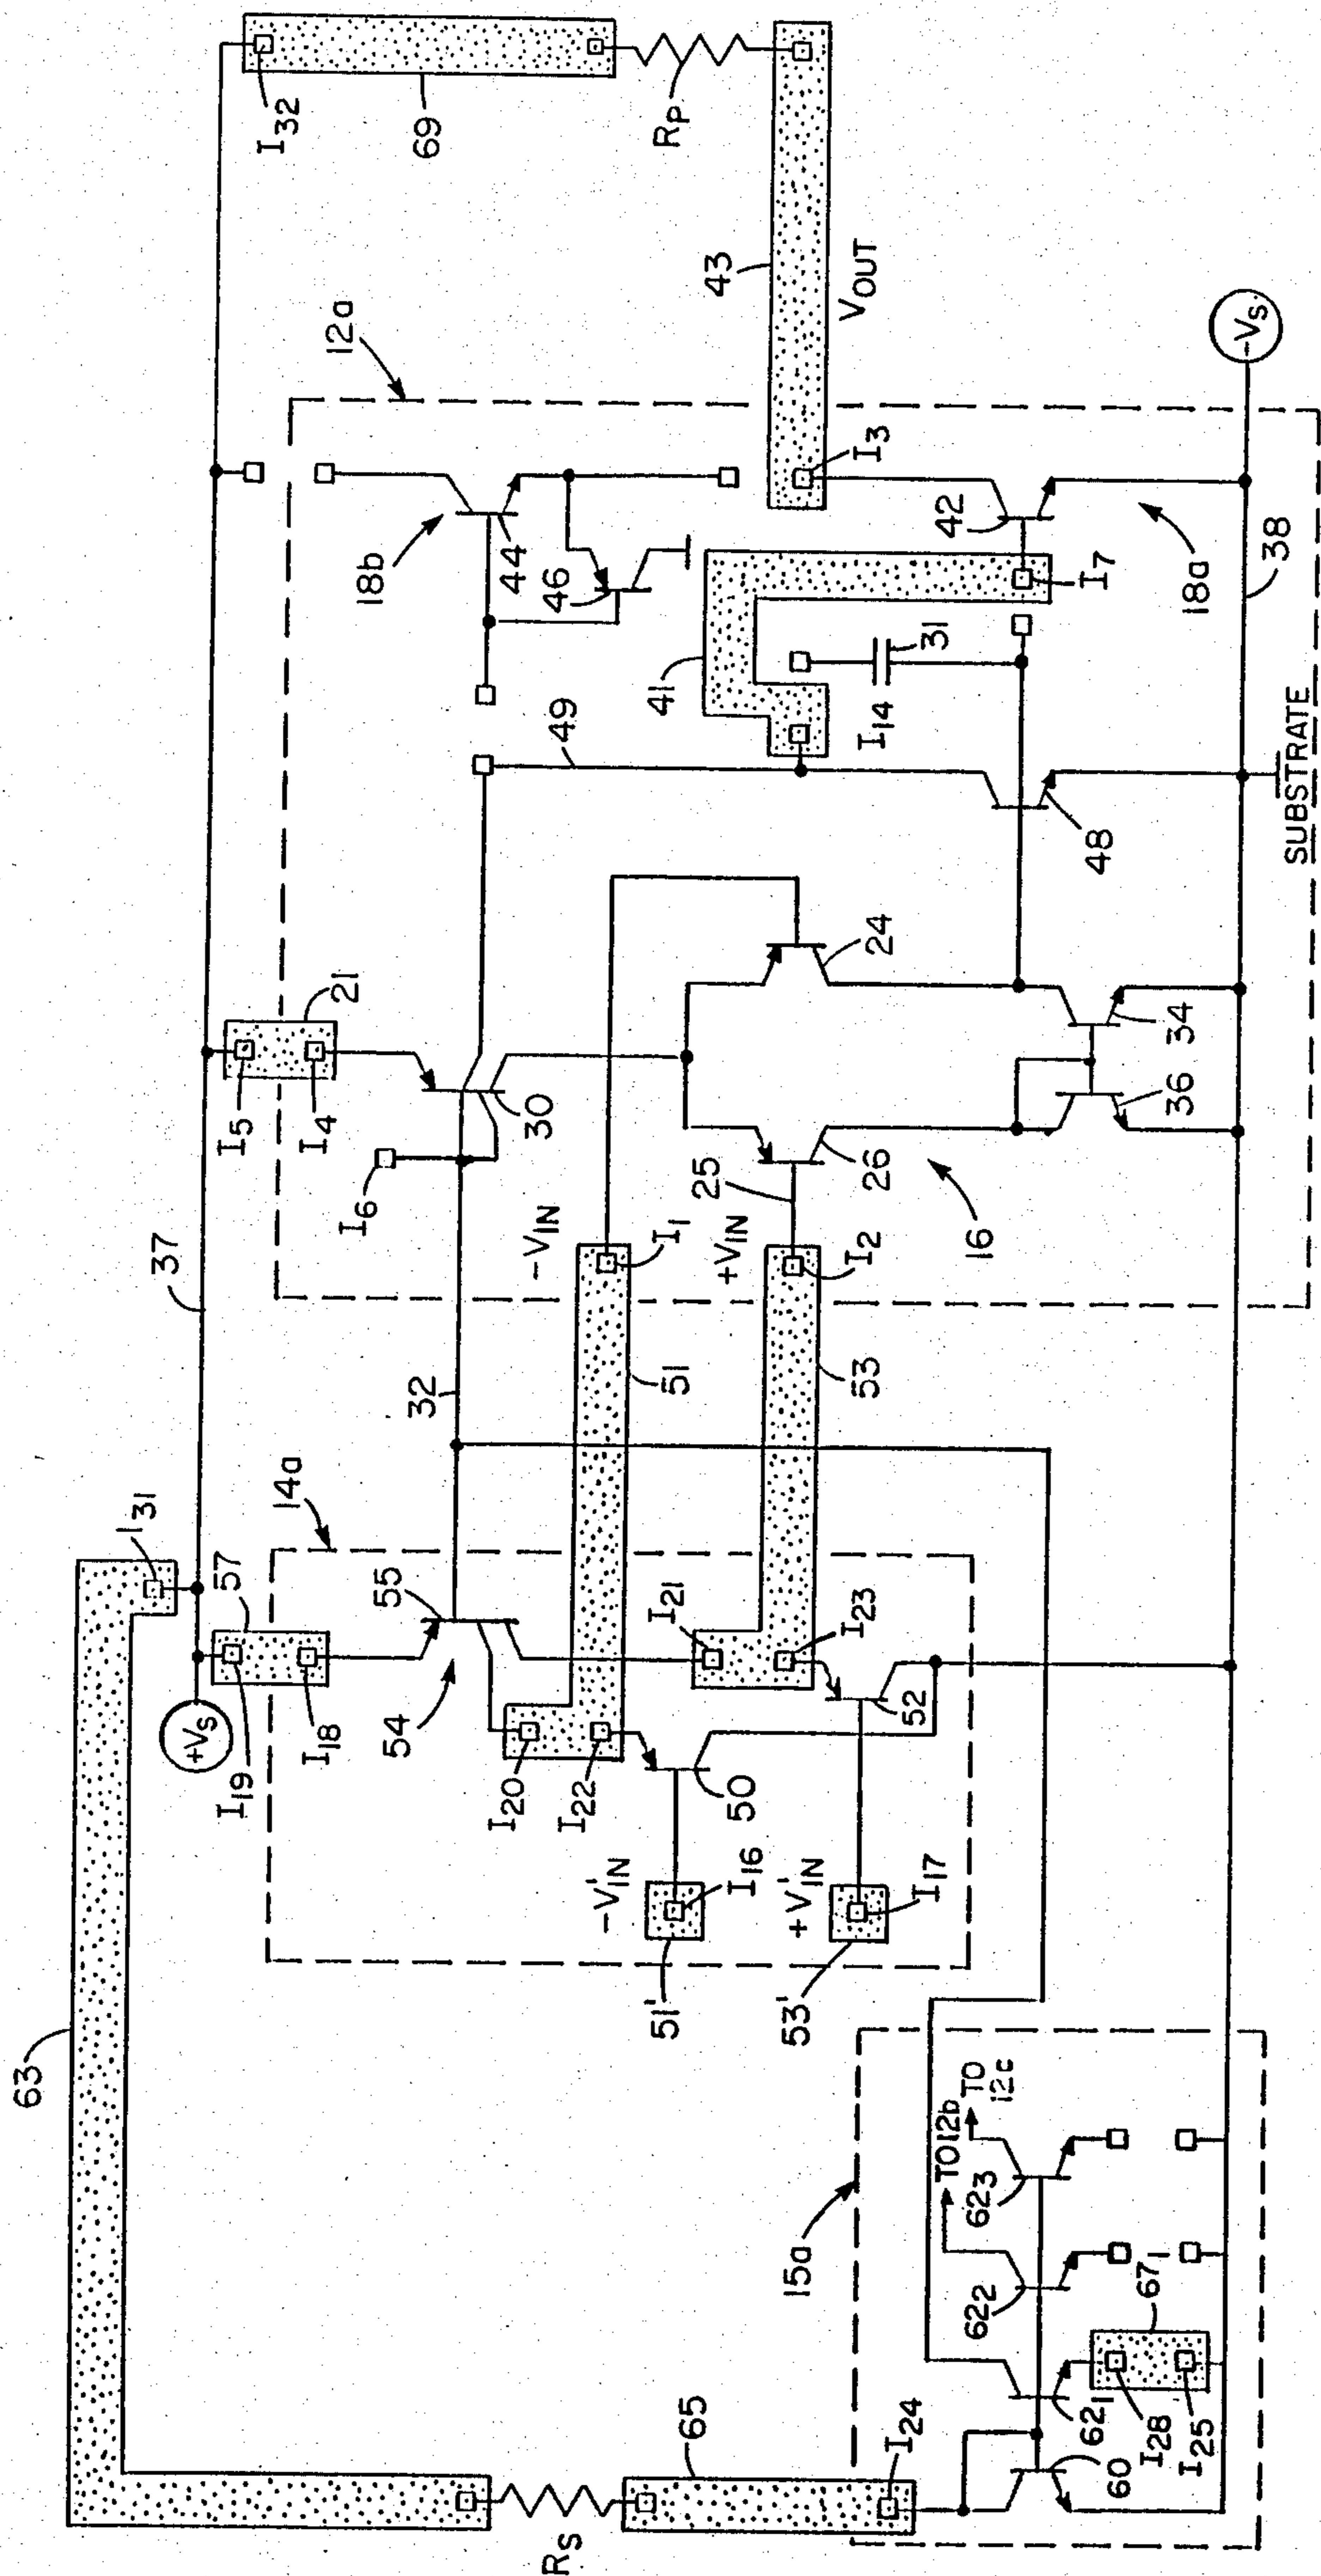 63
I31
57
14a
37
I5
21
12a
I32
69
+VS
I19
I18
54
55
32
I6
I4
30
18b
44
46
RP
49
I20
I22
51
-VIN
I1
I21
I23
53
+VIN
I2
25
26
24
16
41
31
I14
I3
43
VOUT
50
52
-V'IN
I16
51'
+V'IN
I17
53'
36
34
48
42
I7
18a
38
-VS
SUBSTRATE
RS
65
I24
15a
TO 12b
TO 12c
60
621
622
623
I28
I25
671